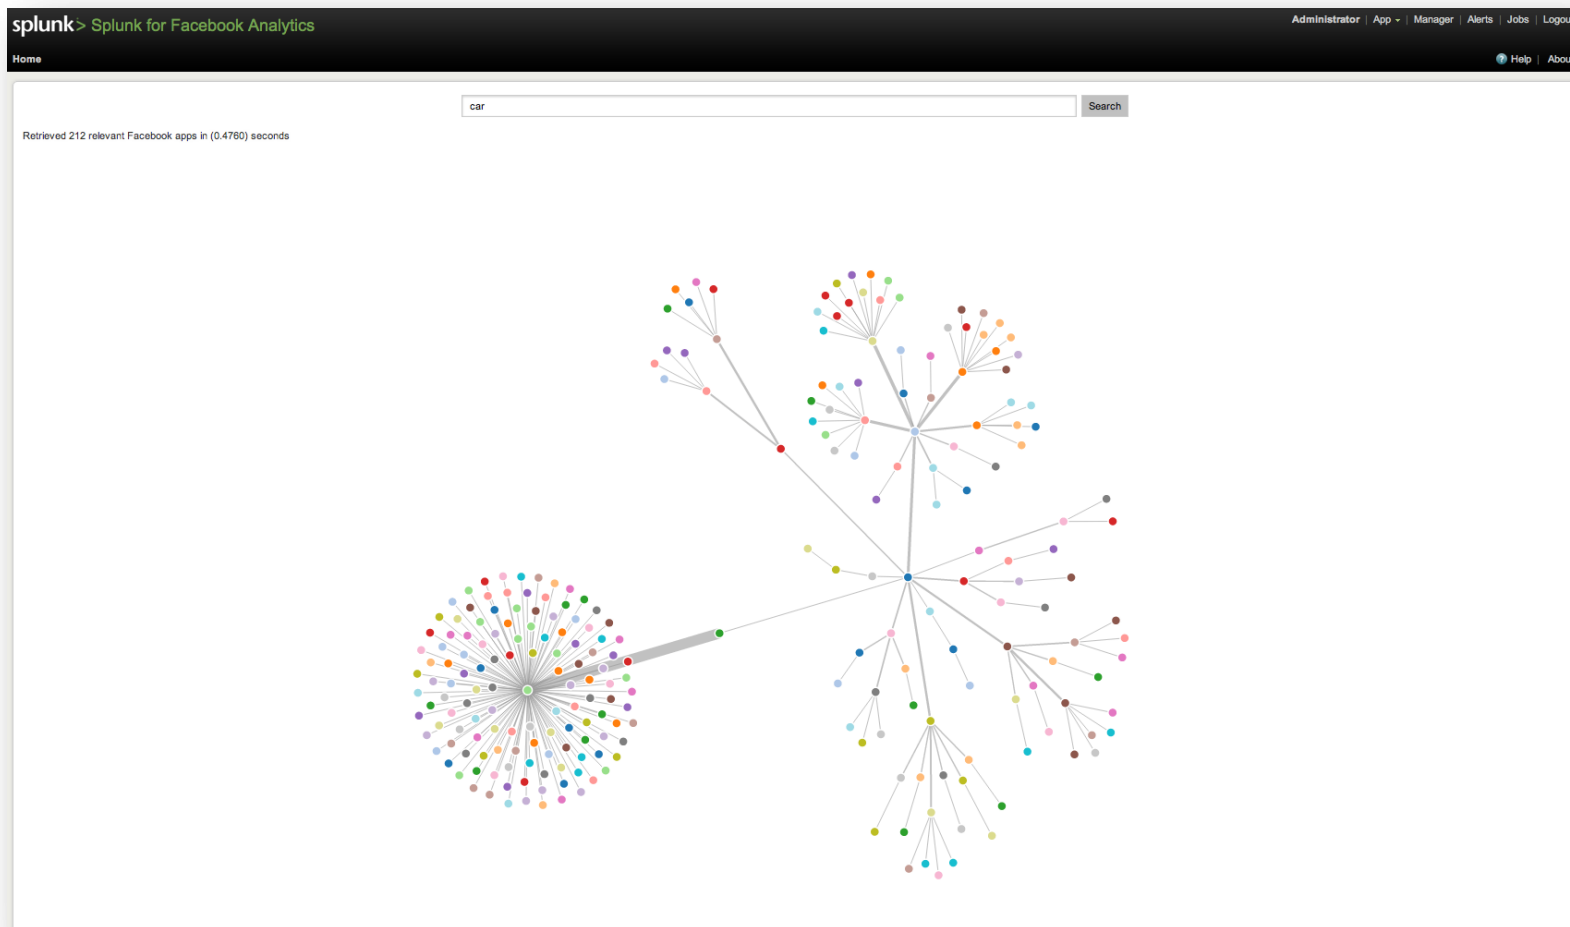 splunk> Splunk for Facebook Analytics
Administrator | App | Manager | Alerts | Jobs | Logou
Home
Help | Abou
car
Search
Retrieved 212 relevant Facebook apps in (0.4760) seconds